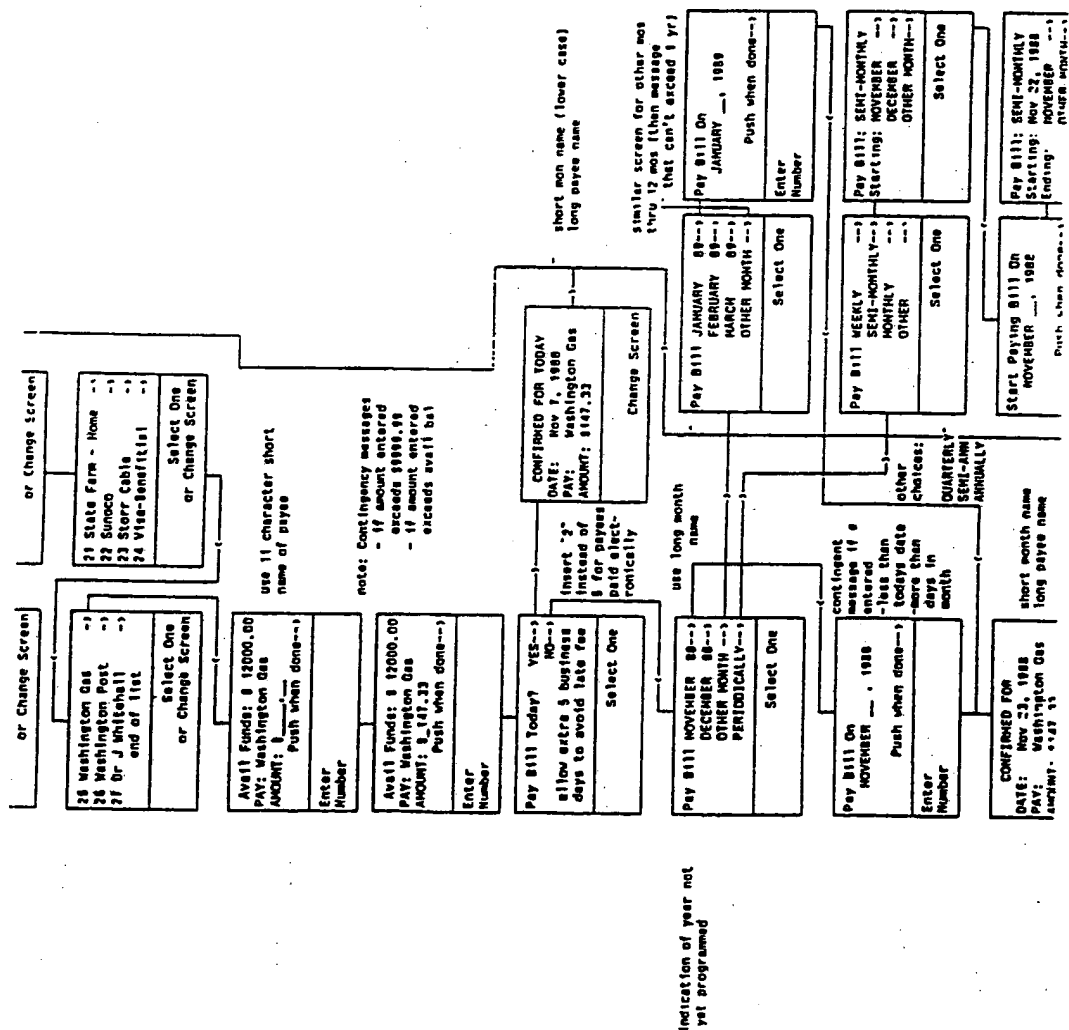 or Change Screen
or Change Screen
25 Washington Gas -->
26 Washington Post -->
27 Dr J Whitehall -->
end of list
Select One
or Change Screen
21 State Farm - Home -->
22 Sunoco -->
23 Storr Cable -->
24 Visa-Beneficial -->
Select One
or Change Screen
Avail Funds: $ 12000.00
PAY: Washington Gas
AMOUNT: $_____.__
Push when done-->
Enter
Number
use 11 character short
name of payee
Avail Funds: $ 12000.00
PAY: Washington Gas
AMOUNT: $_147.33
Push when done-->
Enter
Number
note: Contingency messages
- if amount entered
exceeds $9999.99
- if amount entered
exceeds avail bal
Pay Bill Today? YES-->
NO-->
allow extra 5 business
days to avoid late fee
Select One
insert "2"
instead of
5 for payees
paid elect-
ronically
CONFIRMED FOR TODAY
DATE: Nov 7, 1988
PAY: Washington Gas
AMOUNT: $147.33
Change Screen
short mon name (lower case)
long payee name
Indication of year not
yet programmed
Pay Bill NOVEMBER 88-->
DECEMBER 88-->
OTHER MONTH -->
PERIODICALLY-->
Select One
use long month
name
Pay Bill JANUARY 89-->
FEBRUARY 89-->
MARCH 89-->
OTHER MONTH -->
Select One
similar screen for other mos
thru 12 mos (then message
that can't exceed 1 yr)
Pay Bill On
JANUARY __, 1989
Push when done-->
Enter
Number
Pay Bill On
NOVEMBER __, 1988
Push when done-->
Enter
Number
contingent
message if #
entered
-less than
todays date
-more than
days in
month
other
choices:
QUARTERLY
SEMI-ANN
ANNUALLY
Pay Bill WEEKLY -->
SEMI-MONTHLY-->
MONTHLY -->
OTHER -->
Select One
Pay Bill: SEMI-MONTHLY
Starting: NOVEMBER -->
DECEMBER -->
OTHER MONTH-->
Select One
CONFIRMED FOR
DATE: Nov 23, 1988
PAY: Washington Gas
short month name
long payee name
Start Paying Bill On
NOVEMBER __, 1982
Push when done-->
Pay Bill: SEMI-MONTHLY
Starting: Nov 22, 1988
Ending: NOVEMBER -->
OTHER MONTH-->